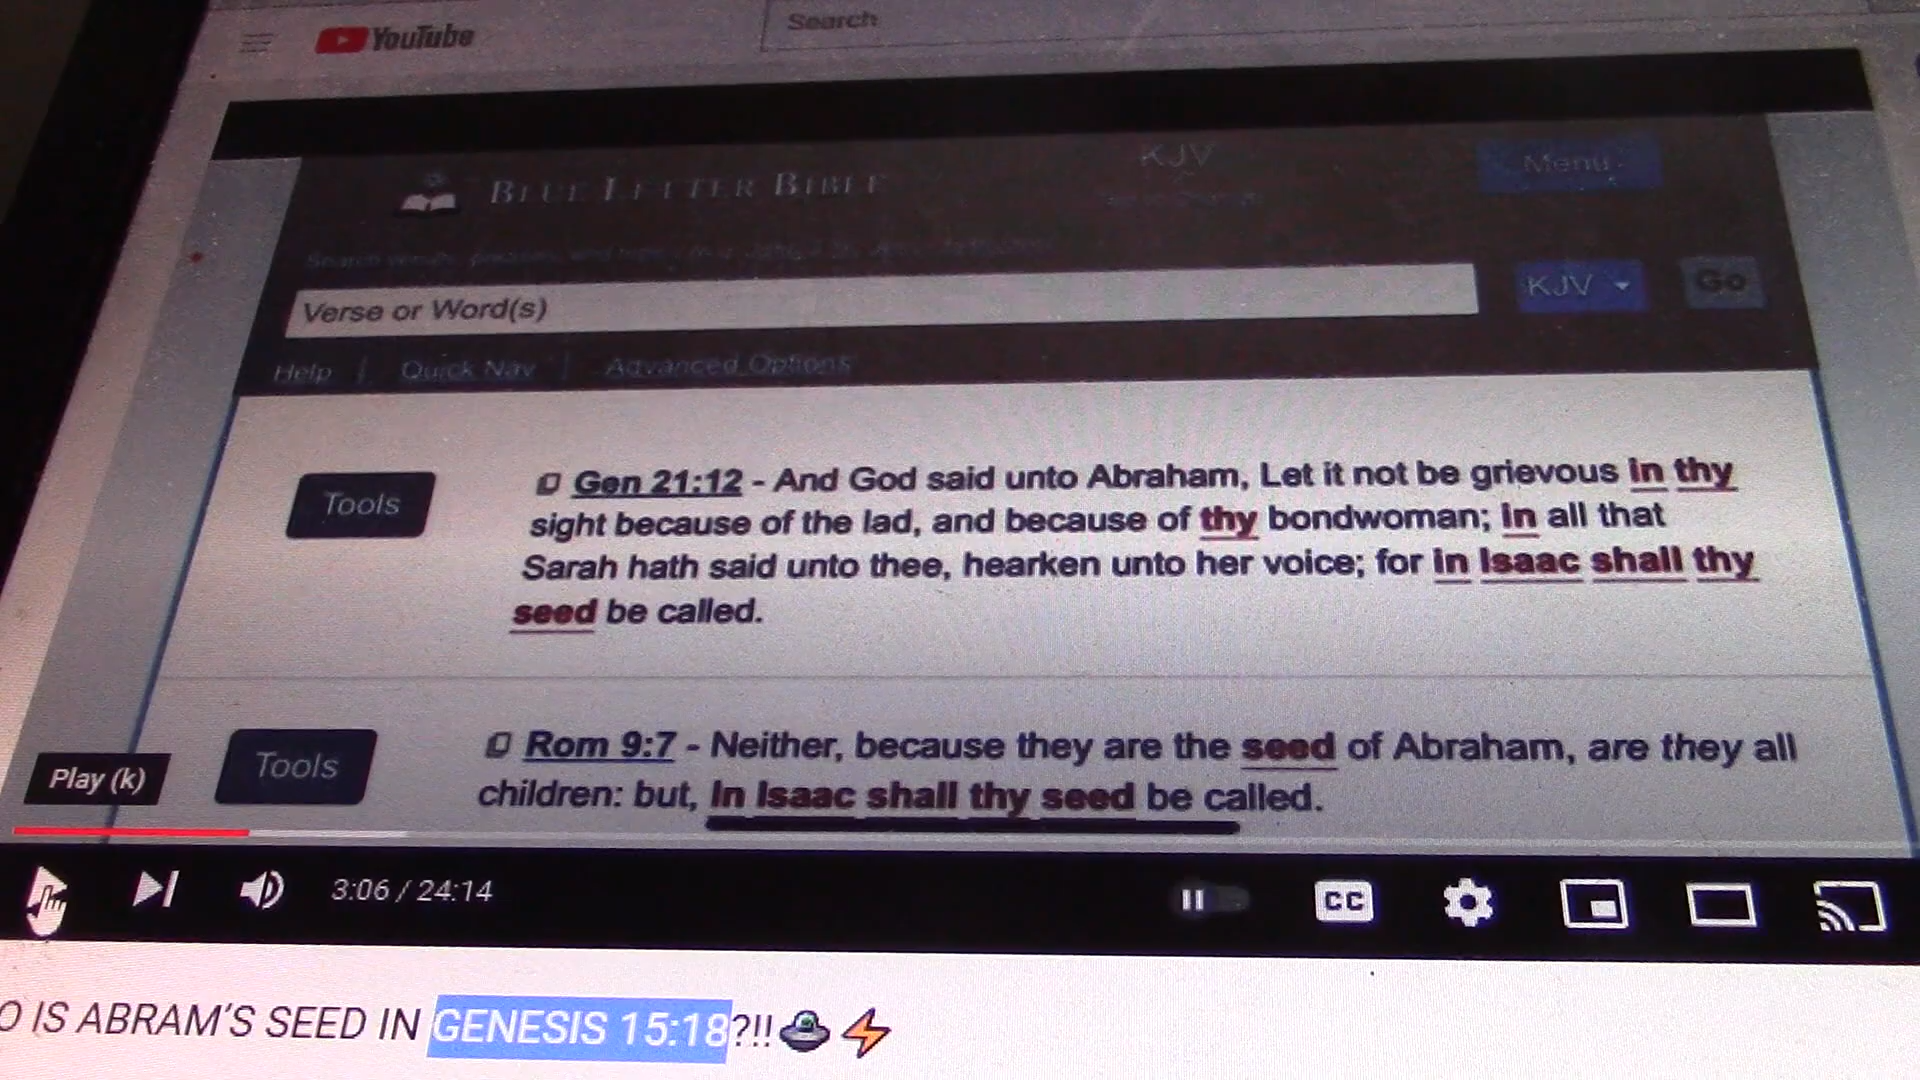 YouTube
Search
BLUE LETTER BIBLE
KJV
Menu
Verse or Word(s)
KJV
Go
Help | Quick Nav | Advanced Options
Tools
Gen 21:12 - And God said unto Abraham, Let it not be grievous in thy
sight because of the lad, and because of thy bondwoman; in all that
Sarah hath said unto thee, hearken unto her voice; for in Isaac shall thy
seed be called.
Tools
Rom 9:7 - Neither, because they are the seed of Abraham, are they all
children: but, In Isaac shall thy seed be called.
Play (k)
3:06 / 24:14
CC
O IS ABRAM'S SEED IN GENESIS 15:18?!!🛸⚡